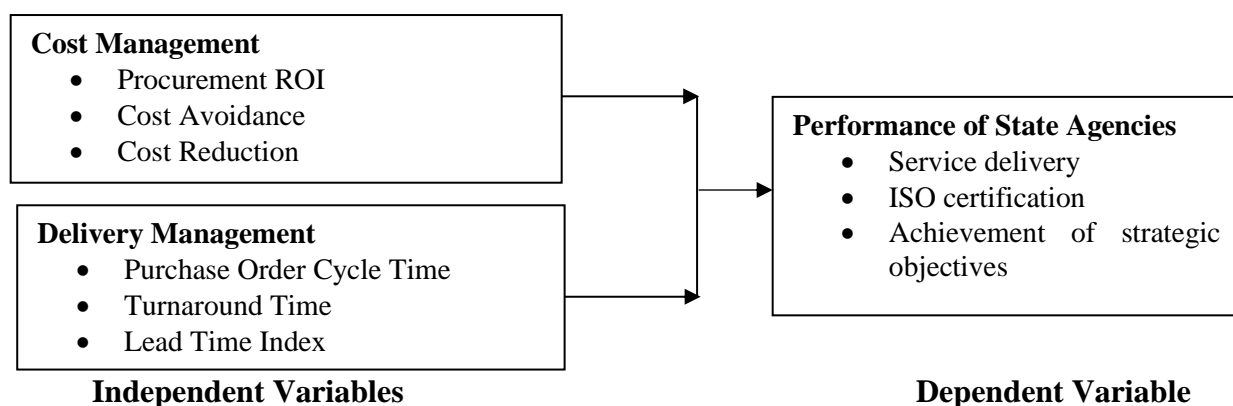 Cost Management
• Procurement ROI
• Cost Avoidance
• Cost Reduction
Delivery Management
• Purchase Order Cycle Time
• Turnaround Time
• Lead Time Index
Independent Variables
Performance of State Agencies
• Service delivery
• ISO certification
• Achievement of strategic
objectives
Dependent Variable